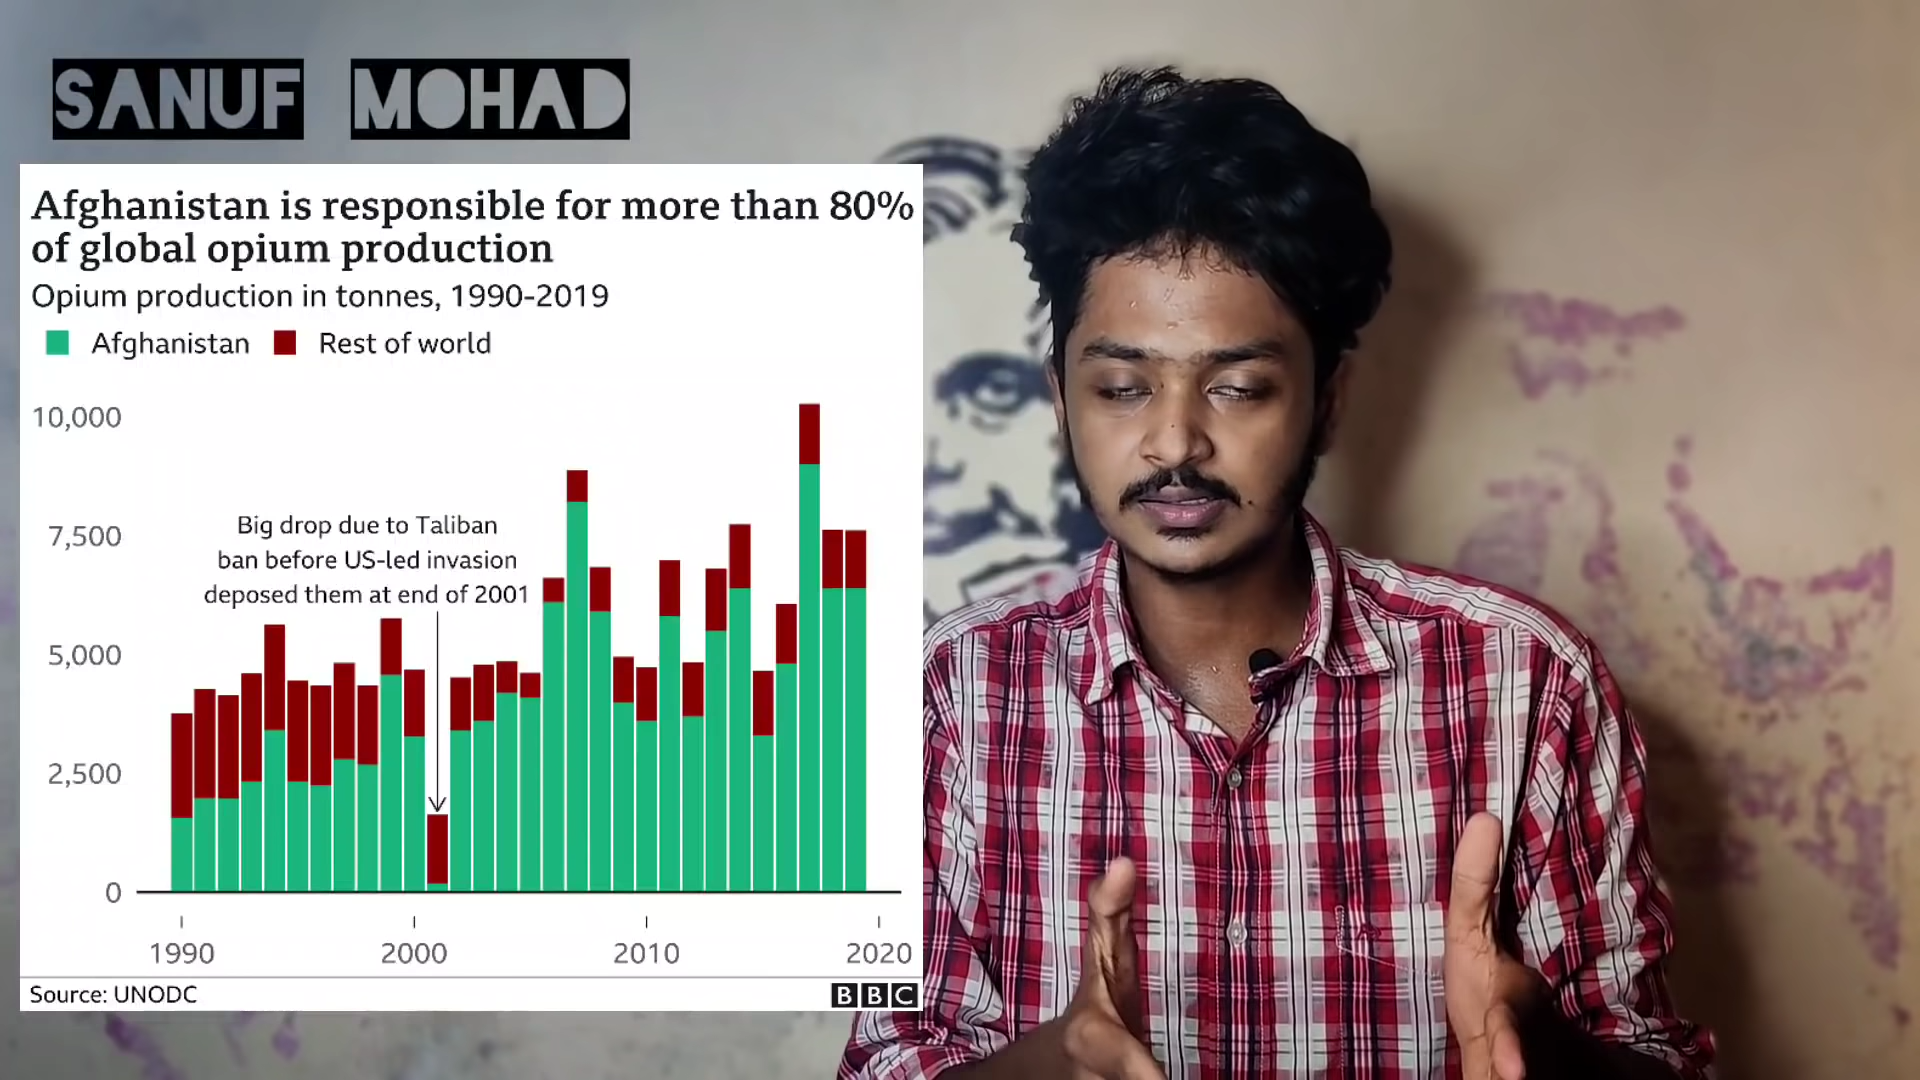 SANUF MOHAD
Afghanistan is responsible for more than 80%
of global opium production
Opium production in tonnes, 1990-2019
Afghanistan Rest of world
10,000
7,500
5,000
2,500
0
Big drop due to Taliban
ban before US-led invasion
deposed them at end of 2001
1990 2000 2010 2020
Source: UNODC BBC